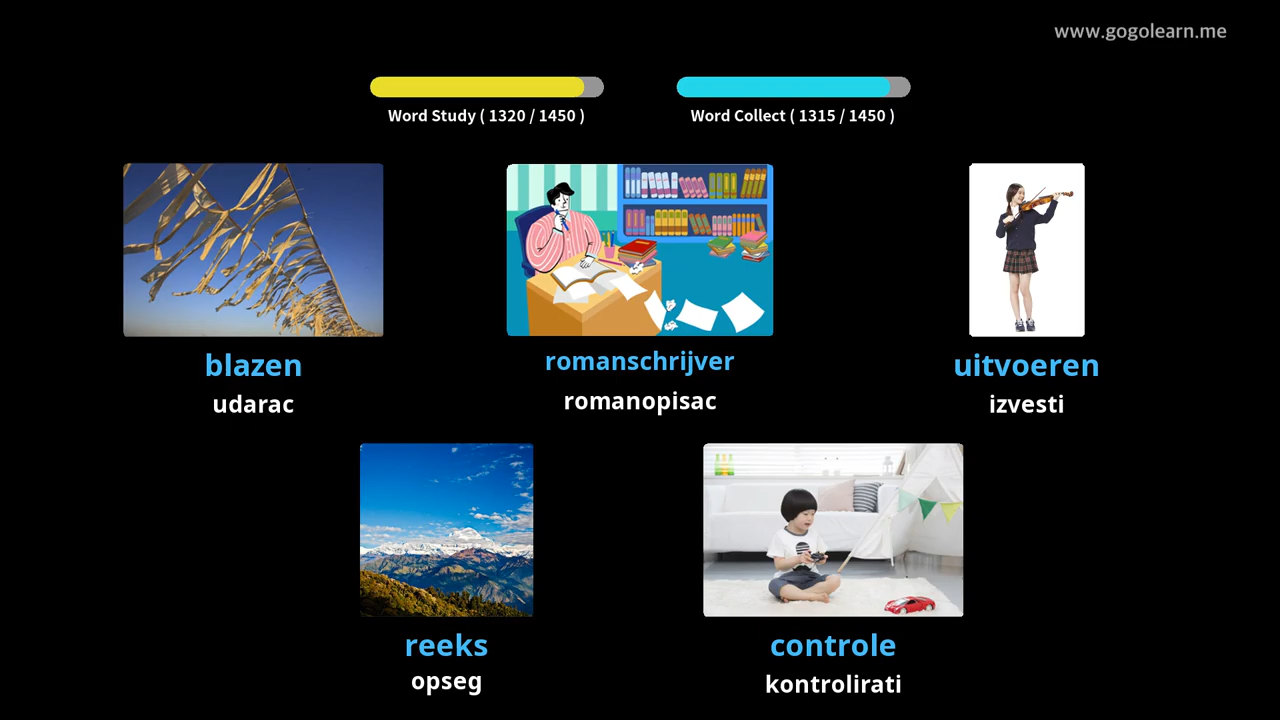 www.gogolearn.me
Word Study ( 1320 / 1450 )
Word Collect ( 1315 / 1450 )
blazen
udarac
romanschrijver
romanopisac
uitvoeren
izvesti
reeks
opseg
controle
kontrolirati